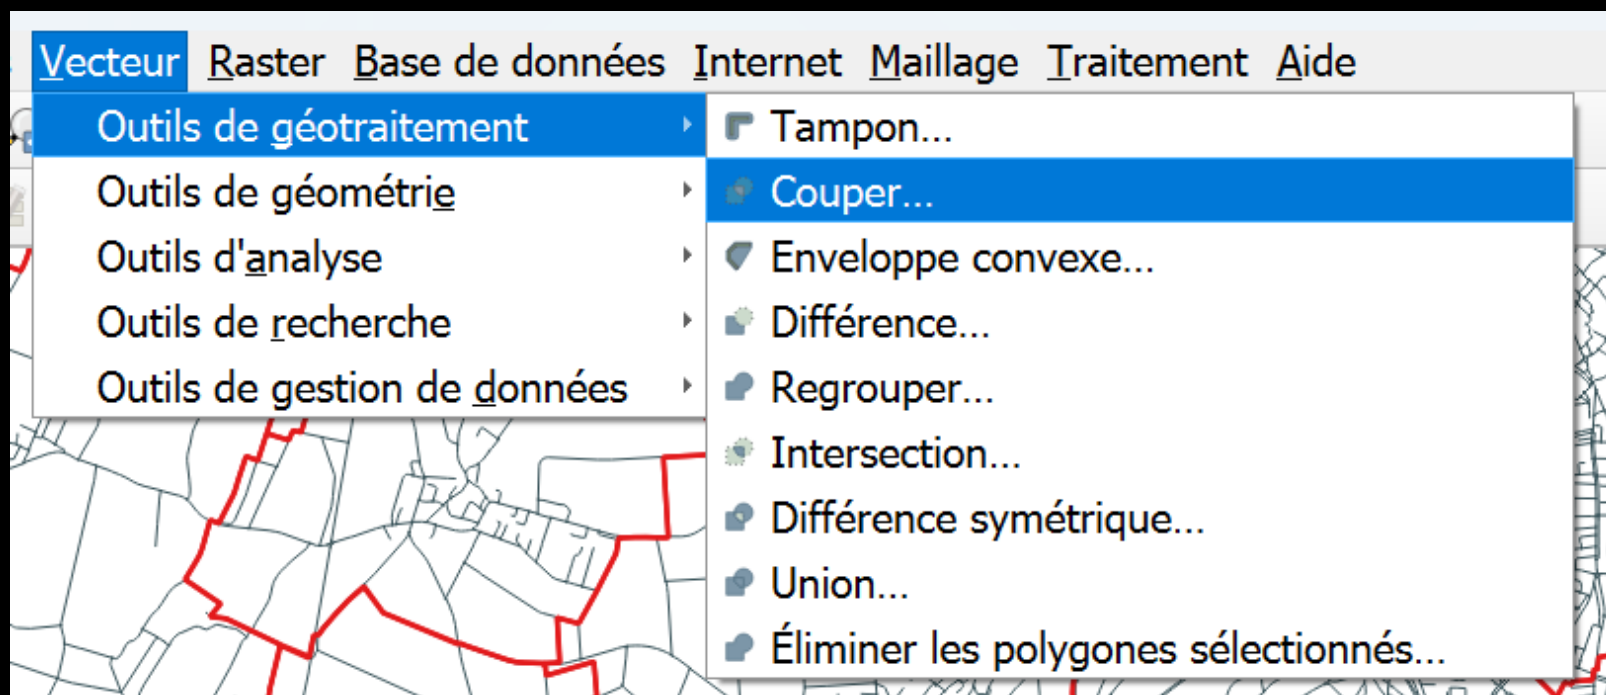 Vecteur Raster Base de données Internet Maillage Traitement Aide
Outils de géotraitement
Outils de géométrie
Outils d'analyse
Outils de recherche
Outils de gestion de données
Tampon...
Couper...
Enveloppe convexe...
Différence...
Regrouper...
Intersection...
Différence symétrique...
Union...
Éliminer les polygones sélectionnés...